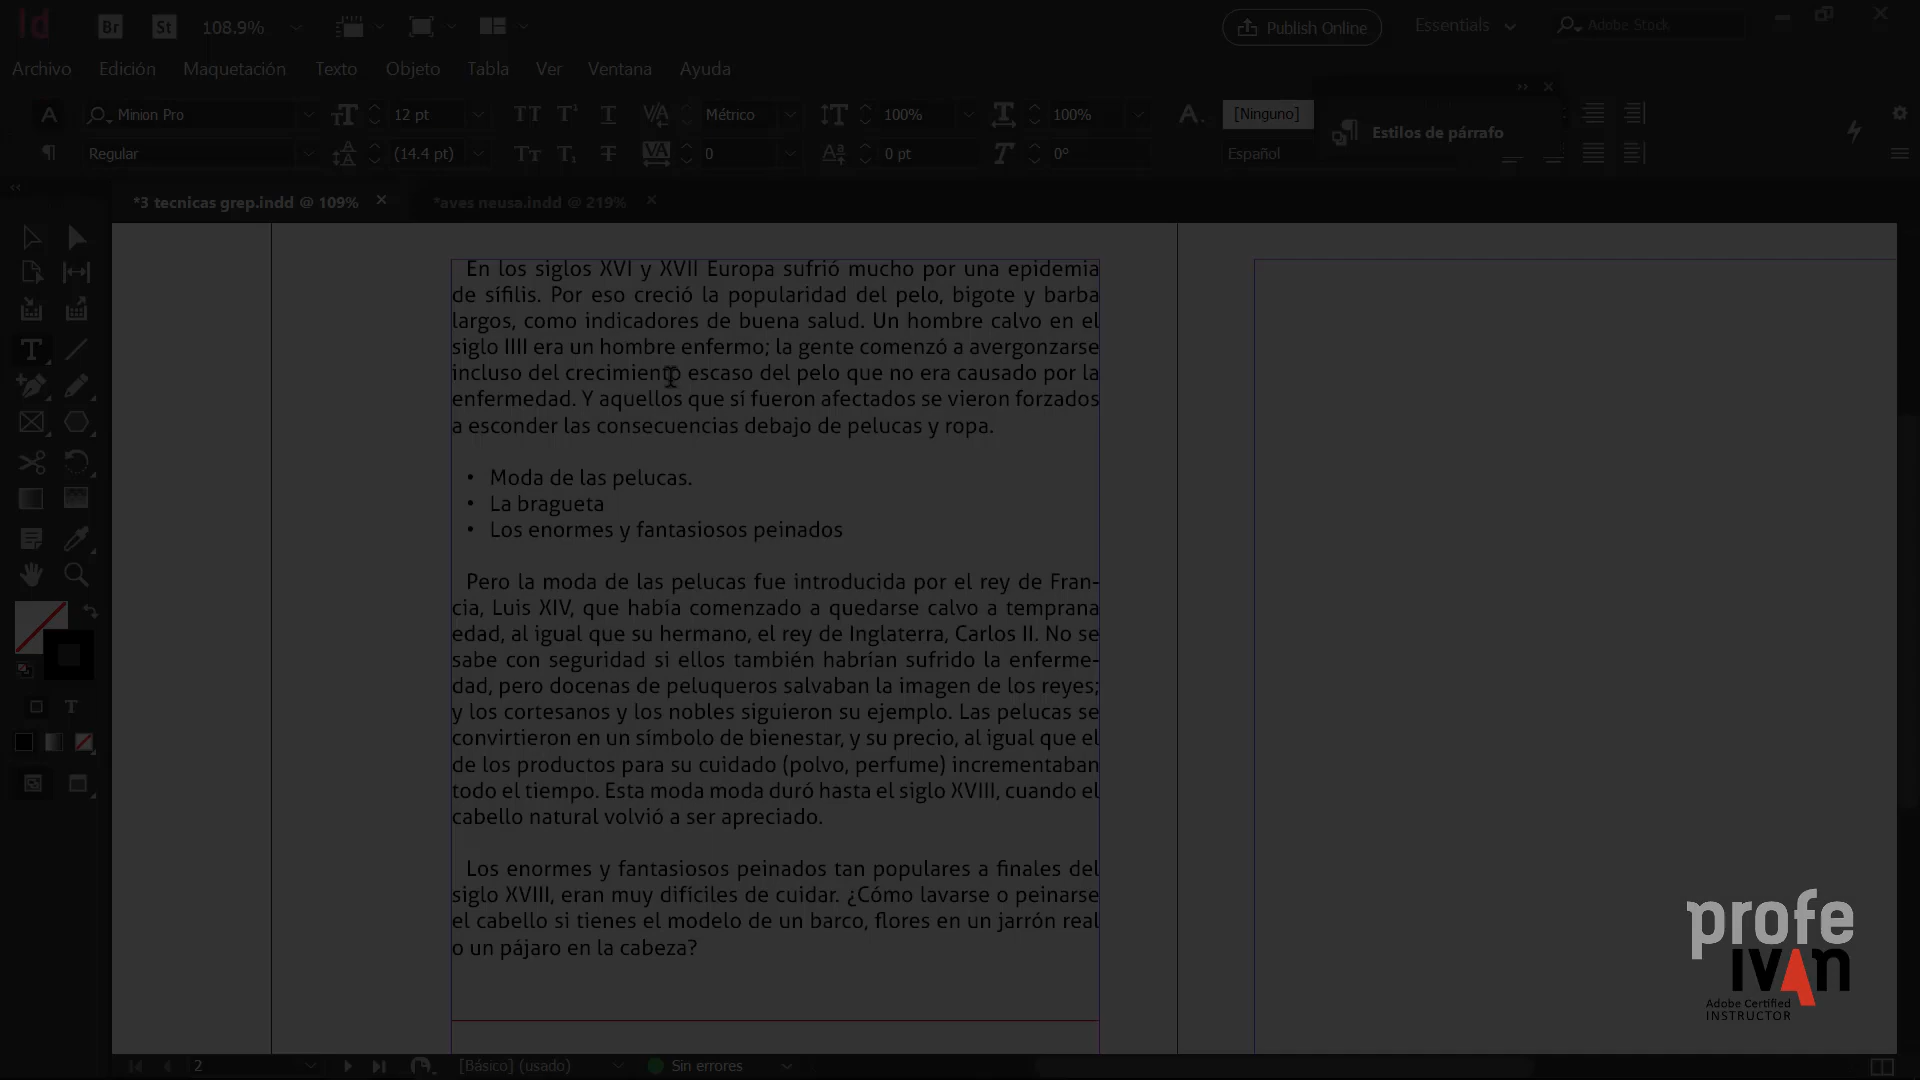 Id Br St 108.9% Publish Online Essentials Adobe Stock
Archivo Edición Maquetación Texto Objeto Tabla Ver Ventana Ayuda
Minion Pro 12 pt Métrico 100% 100% [Ninguno]
Estilos de párrafo
Regular (14.4 pt) 0 0 pt 0° Español
*3 tecnicas grep.indd @ 109% *aves neusa.indd @ 219%
En los siglos XVI y XVII Europa sufrió mucho por una epidemia
de sífilis. Por eso creció la popularidad del pelo, bigote y barba
largos, como indicadores de buena salud. Un hombre calvo en el
siglo IIII era un hombre enfermo; la gente comenzó a avergonzarse
incluso del crecimiento escaso del pelo que no era causado por la
enfermedad. Y aquellos que sí fueron afectados se vieron forzados
a esconder las consecuencias debajo de pelucas y ropa.
• Moda de las pelucas.
• La bragueta
• Los enormes y fantasiosos peinados
Pero la moda de las pelucas fue introducida por el rey de Fran-
cia, Luis XIV, que había comenzado a quedarse calvo a temprana
edad, al igual que su hermano, el rey de Inglaterra, Carlos II. No se
sabe con seguridad si ellos también habrían sufrido la enferme-
dad, pero docenas de peluqueros salvaban la imagen de los reyes;
y los cortesanos y los nobles siguieron su ejemplo. Las pelucas se
convirtieron en un símbolo de bienestar, y su precio, al igual que el
de los productos para su cuidado (polvo, perfume) incrementaban
todo el tiempo. Esta moda moda duró hasta el siglo XVIII, cuando el
cabello natural volvió a ser apreciado.
Los enormes y fantasiosos peinados tan populares a finales del
siglo XVIII, eran muy difíciles de cuidar. ¿Cómo lavarse o peinarse
el cabello si tienes el modelo de un barco, flores en un jarrón real
o un pájaro en la cabeza?
profe
ivan
Adobe Certified
INSTRUCTOR
2 [Básico] (usado) Sin errores